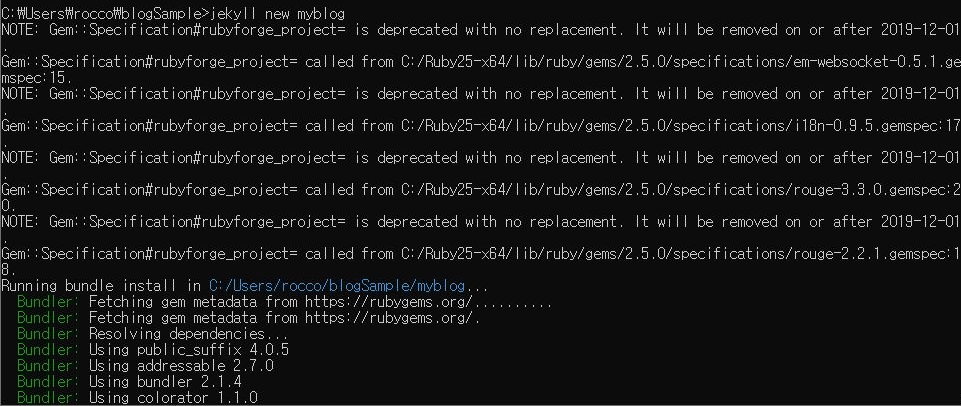 C:₩Users₩rocco₩blogSample>jekyll new myblog
NOTE: Gem::Specification#rubyforge_project= is deprecated with no replacement. It will be removed on or after 2019-12-01
.
Gem::Specification#rubyforge_project= called from C:/Ruby25-x64/lib/ruby/gems/2.5.0/specifications/em-websocket-0.5.1.ge
mspec:15.
NOTE: Gem::Specification#rubyforge_project= is deprecated with no replacement. It will be removed on or after 2019-12-01
.
Gem::Specification#rubyforge_project= called from C:/Ruby25-x64/lib/ruby/gems/2.5.0/specifications/i18n-0.9.5.gemspec:17
.
NOTE: Gem::Specification#rubyforge_project= is deprecated with no replacement. It will be removed on or after 2019-12-01
.
Gem::Specification#rubyforge_project= called from C:/Ruby25-x64/lib/ruby/gems/2.5.0/specifications/rouge-3.3.0.gemspec:2
0.
NOTE: Gem::Specification#rubyforge_project= is deprecated with no replacement. It will be removed on or after 2019-12-01
.
Gem::Specification#rubyforge_project= called from C:/Ruby25-x64/lib/ruby/gems/2.5.0/specifications/rouge-2.2.1.gemspec:1
8.
Running bundle install in C:/Users/rocco/blogSample/myblog...
Bundler: Fetching gem metadata from https://rubygems.org/..........
Bundler: Fetching gem metadata from https://rubygems.org/.
Bundler: Resolving dependencies...
Bundler: Using public_suffix 4.0.5
Bundler: Using addressable 2.7.0
Bundler: Using bundler 2.1.4
Bundler: Using colorator 1.1.0